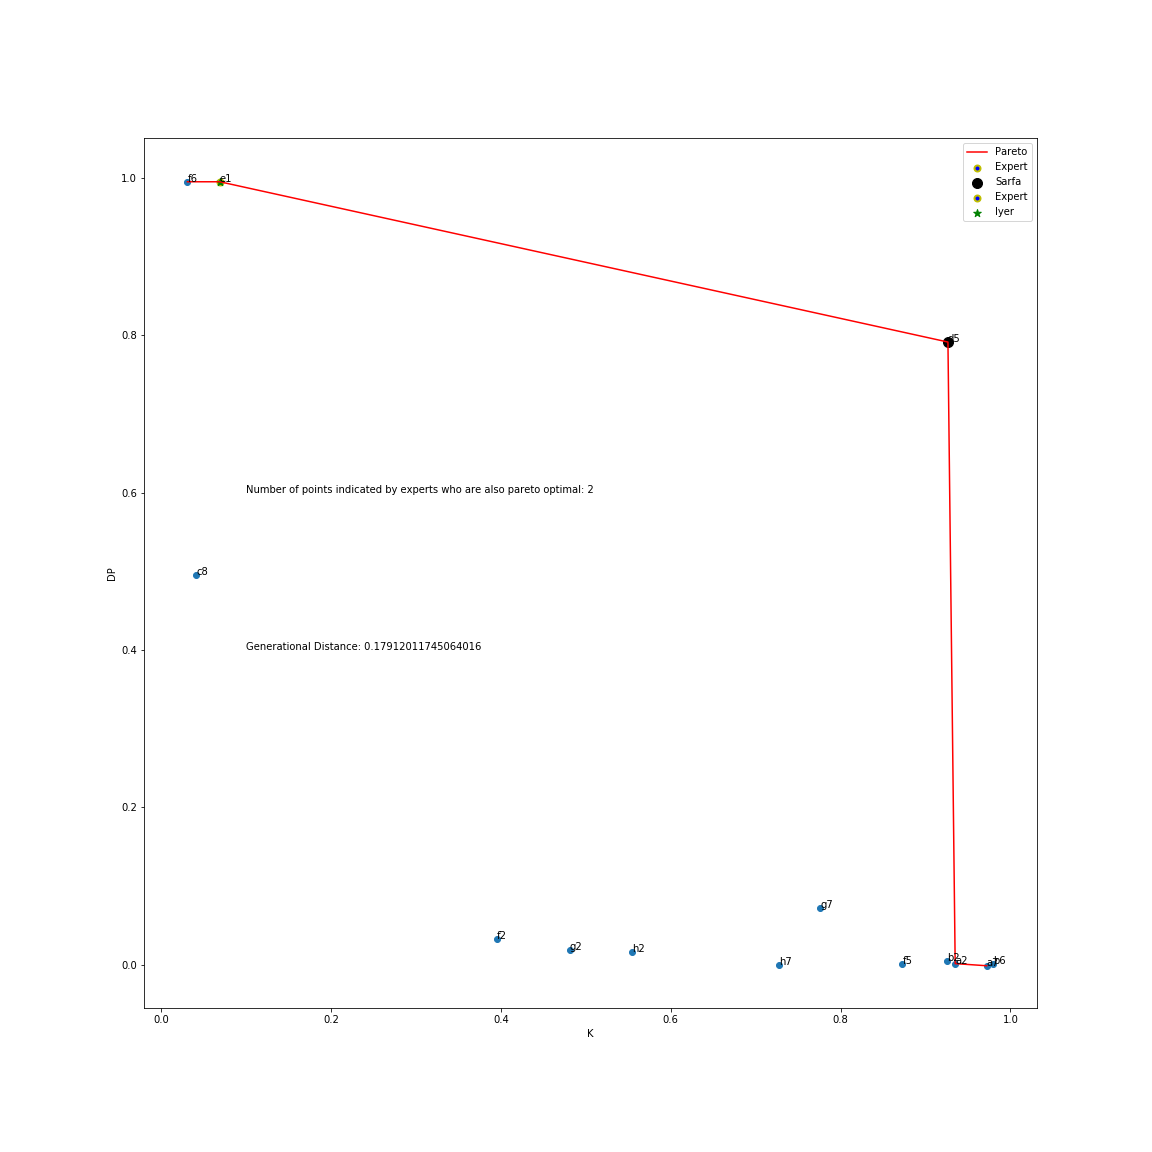 Pareto
Expert
Sarfa
Expert
Iyer
1.0
0.8
0.6
0.4
0.2
0.0
DP
f6
e1
Number of points indicated by experts who are also pareto optimal: 2
c8
Generational Distance: 0.17912011745064016
g7
f2
g2
h2
h7
f5
b2
a2
b6
0.0
0.2
0.4
0.6
0.8
1.0
K